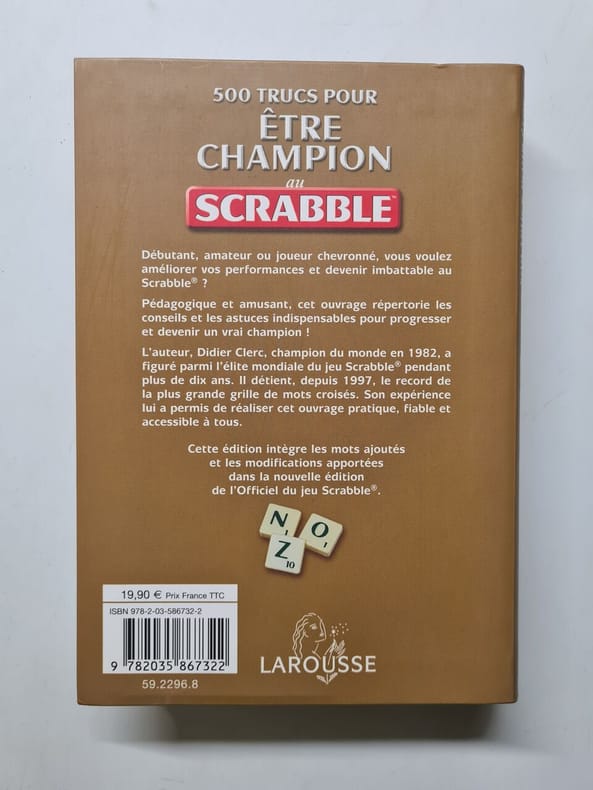 500 TRUCS POUR
ÊTRE
CHAMPION
au
SCRABBLE™
Débutant, amateur ou joueur chevronné, vous voulez
améliorer vos performances et devenir imbattable au
Scrabble® ?
Pédagogique et amusant, cet ouvrage répertorie les
conseils et les astuces indispensables pour progresser
et devenir un vrai champion !
L'auteur, Didier Clerc, champion du monde en 1982, a
figuré parmi l'élite mondiale du jeu Scrabble® pendant
plus de dix ans. Il détient, depuis 1997, le record de
la plus grande grille de mots croisés. Son expérience
lui a permis de réaliser cet ouvrage pratique, fiable et
accessible à tous.
Cette édition intègre les mots ajoutés
et les modifications apportées
dans la nouvelle édition
de l'Officiel du jeu Scrabble®.
N1
O1
Z10
19,90 € Prix France TTC
ISBN 978-2-03-586732-2
9 782035 867322
59.2296.8
LAROUSSE